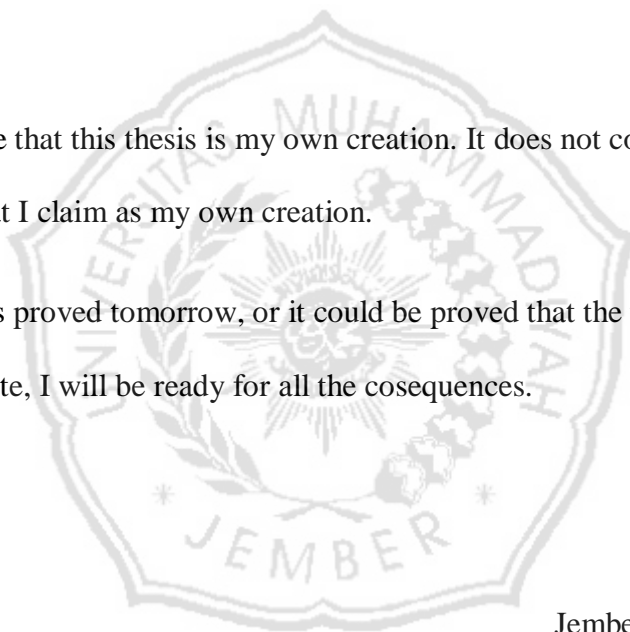 e that this thesis is my own creation. It does not co
t I claim as my own creation.
s proved tomorrow, or it could be proved that the
te, I will be ready for all the cosequences.
UNIVERSITAS MUHAMMADIYAH
JEMBER
Jembe